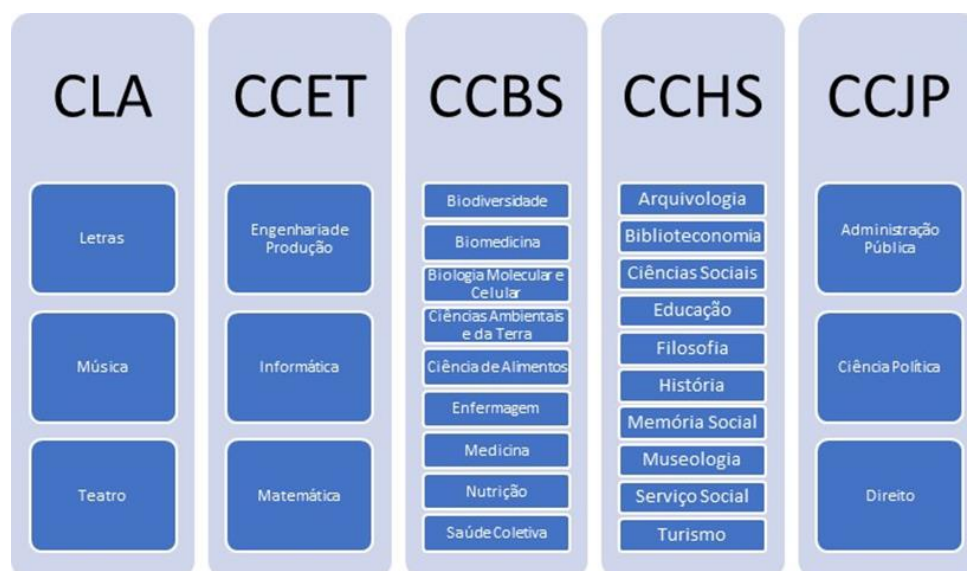 CLA
Letras
Música
Teatro
CCET
Engenharia de
Produção
Informática
Matemática
CCBS
Biodiversidade
Biomedicina
Biologia Molecular e
Celular
Ciências Ambientais
e da Terra
Ciência de Alimentos
Enfermagem
Medicina
Nutrição
Saúde Coletiva
CCHS
Arquivologia
Biblioteconomia
Ciências Sociais
Educação
Filosofia
História
Memória Social
Museologia
Serviço Social
Turismo
CCJP
Administração
Pública
Ciência Política
Direito